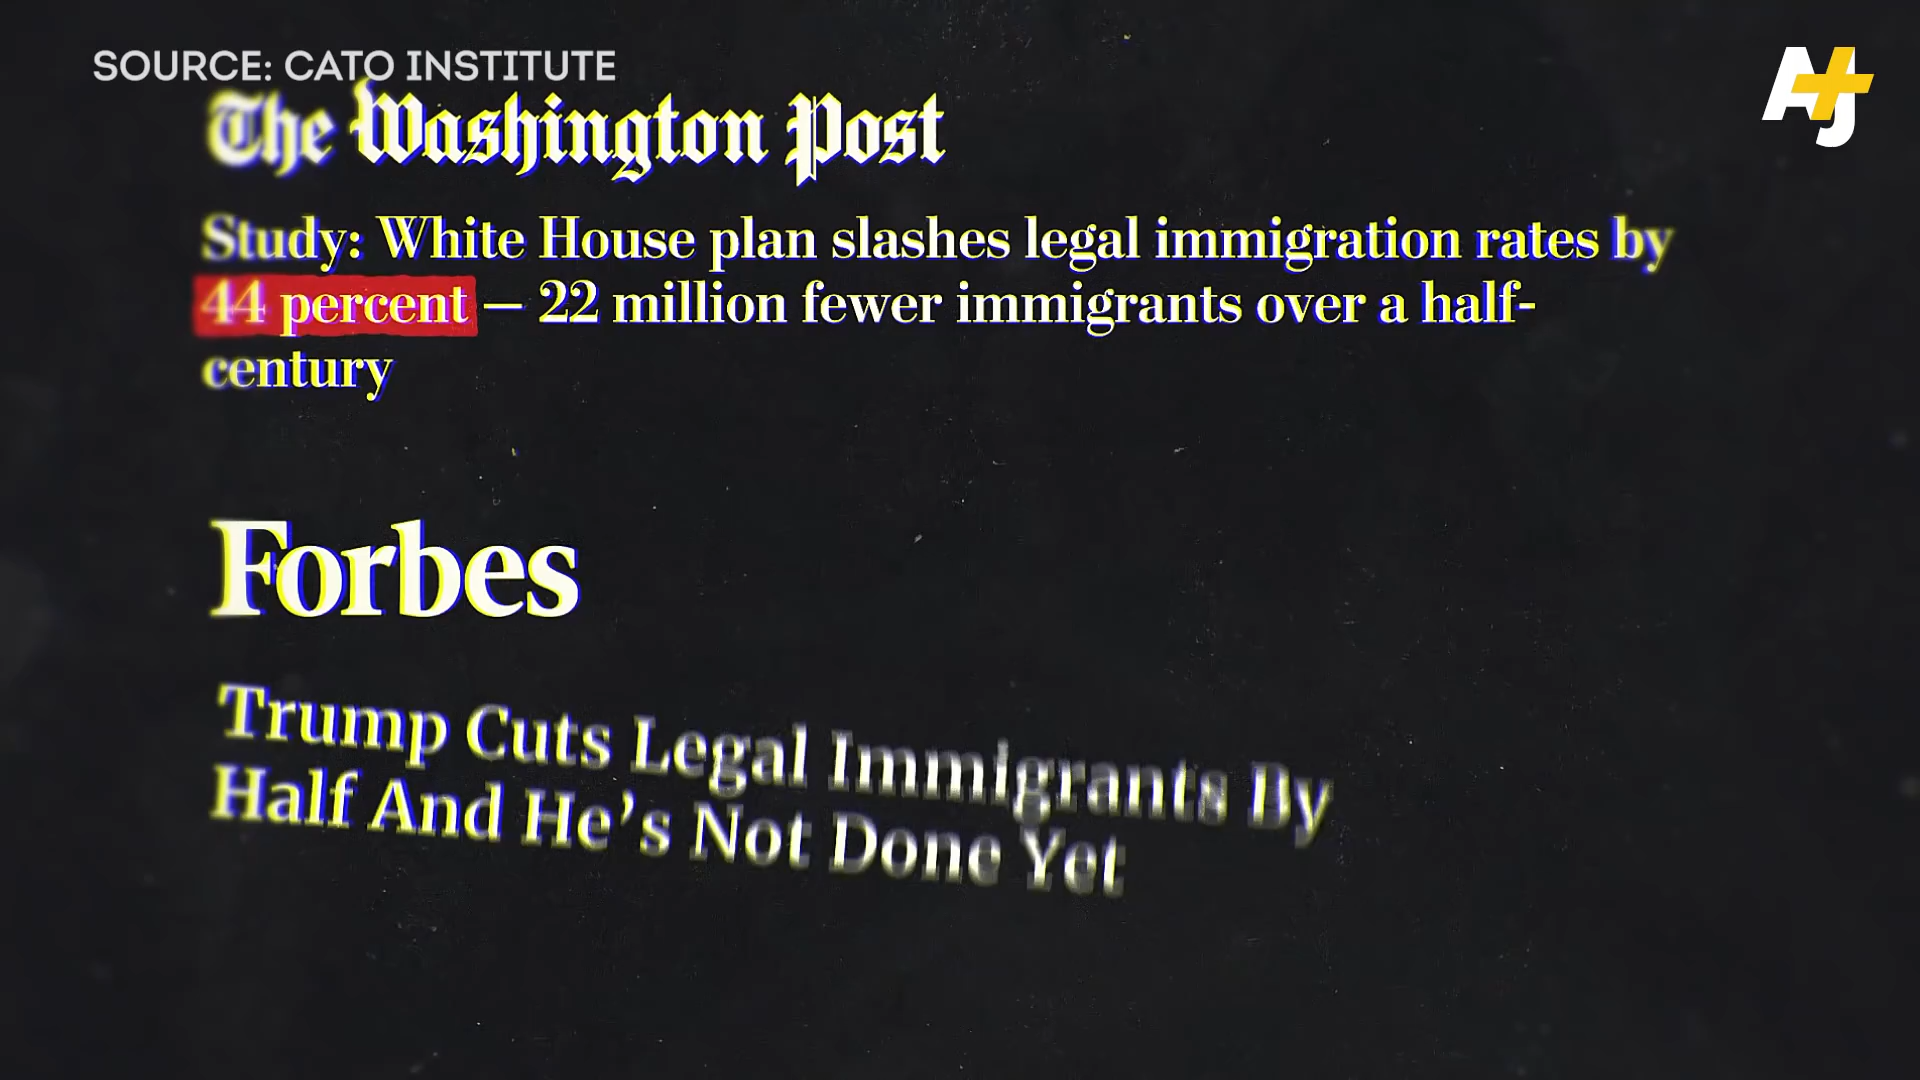 SOURCE: CATO INSTITUTE
AJ+
The Washington Post
Study: White House plan slashes legal immigration rates by
44 percent — 22 million fewer immigrants over a half-
century
Forbes
Trump Cuts Legal Immigrants By
Half And He’s Not Done Yet